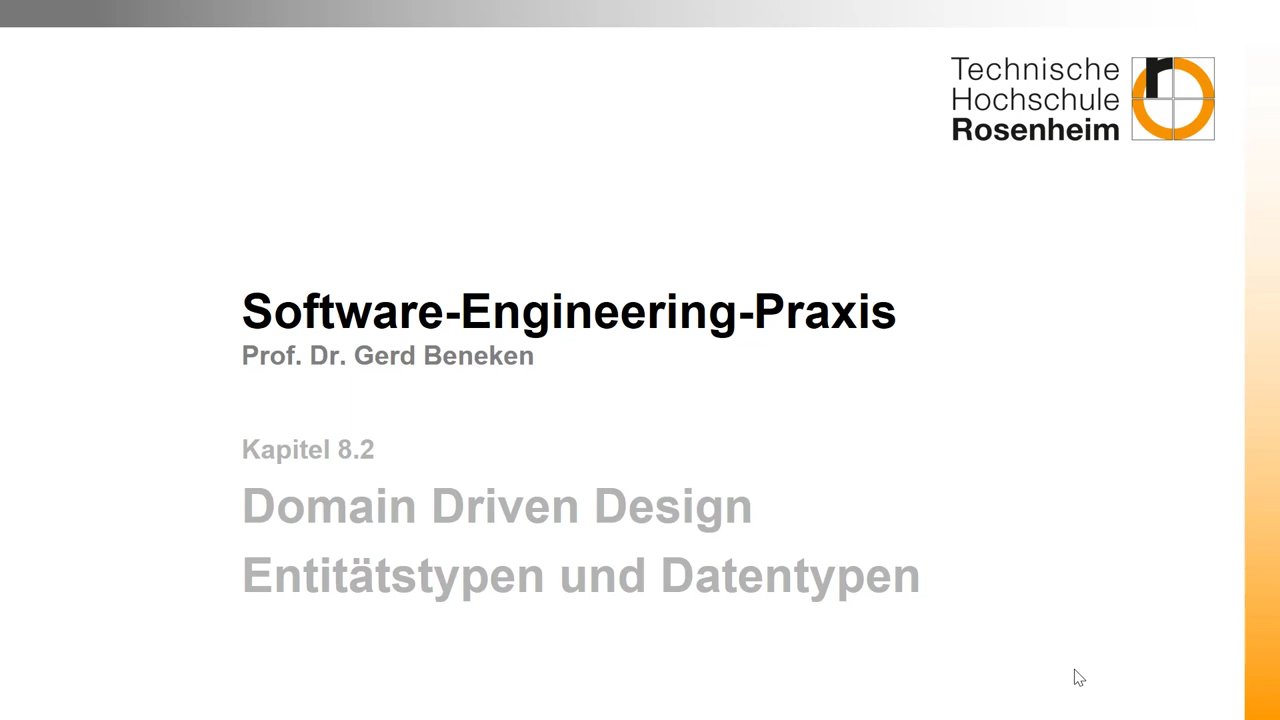 Technische
Hochschule
Rosenheim
Software-Engineering-Praxis
Prof. Dr. Gerd Beneken
Kapitel 8.2
Domain Driven Design
Entitätstypen und Datentypen